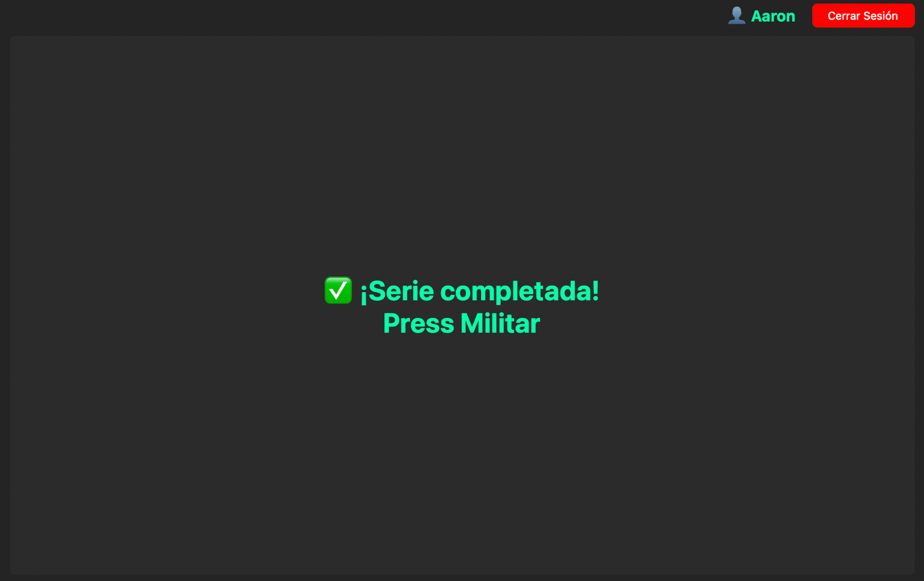 👤 Aaron
Cerrar Sesión
✅ ¡Serie completada!
Press Militar